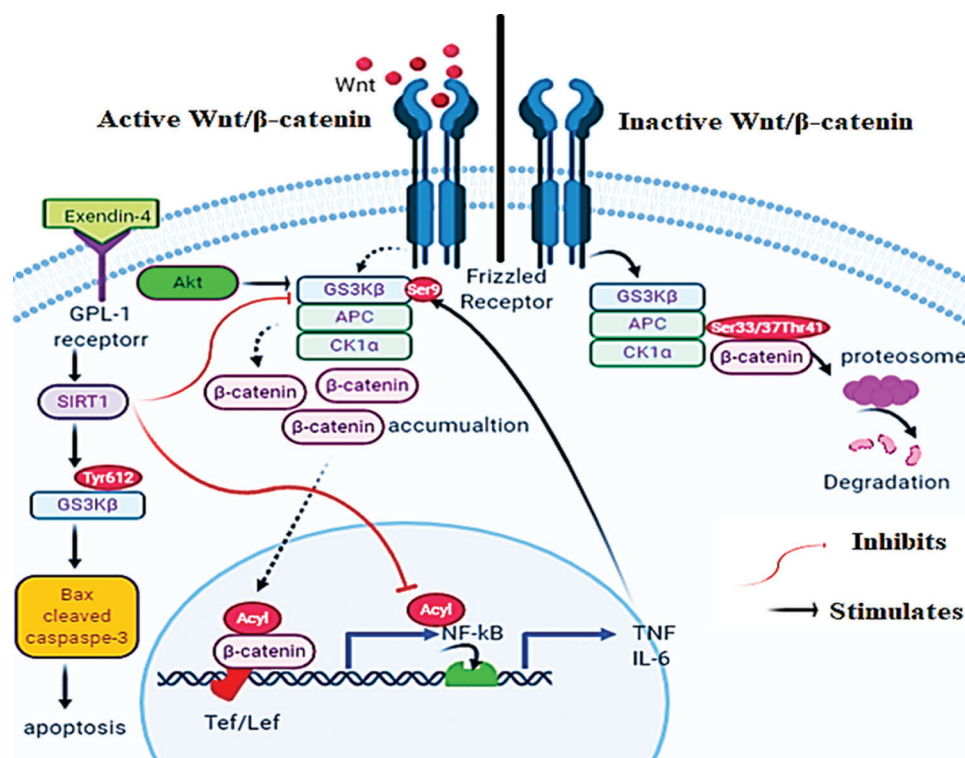 Wnt
Active Wnt/β-catenin
Inactive Wnt/β-catenin
Exendin-4
Akt
GPL-1
receptorr
SIRT1
Tyr612
GS3Kβ
Bax
cleaved
caspaspe-3
apoptosis
GS3Kβ
Ser9
APC
CK1α
Frizzled
Receptor
β-catenin
β-catenin
β-catenin
accumualtion
Acyl
β-catenin
Tef/Lef
Acyl
NF-kB
TNF
IL-6
GS3Kβ
APC
Ser33/37Thr41
CK1α
β-catenin
proteosome
Degradation
Inhibits
Stimulates